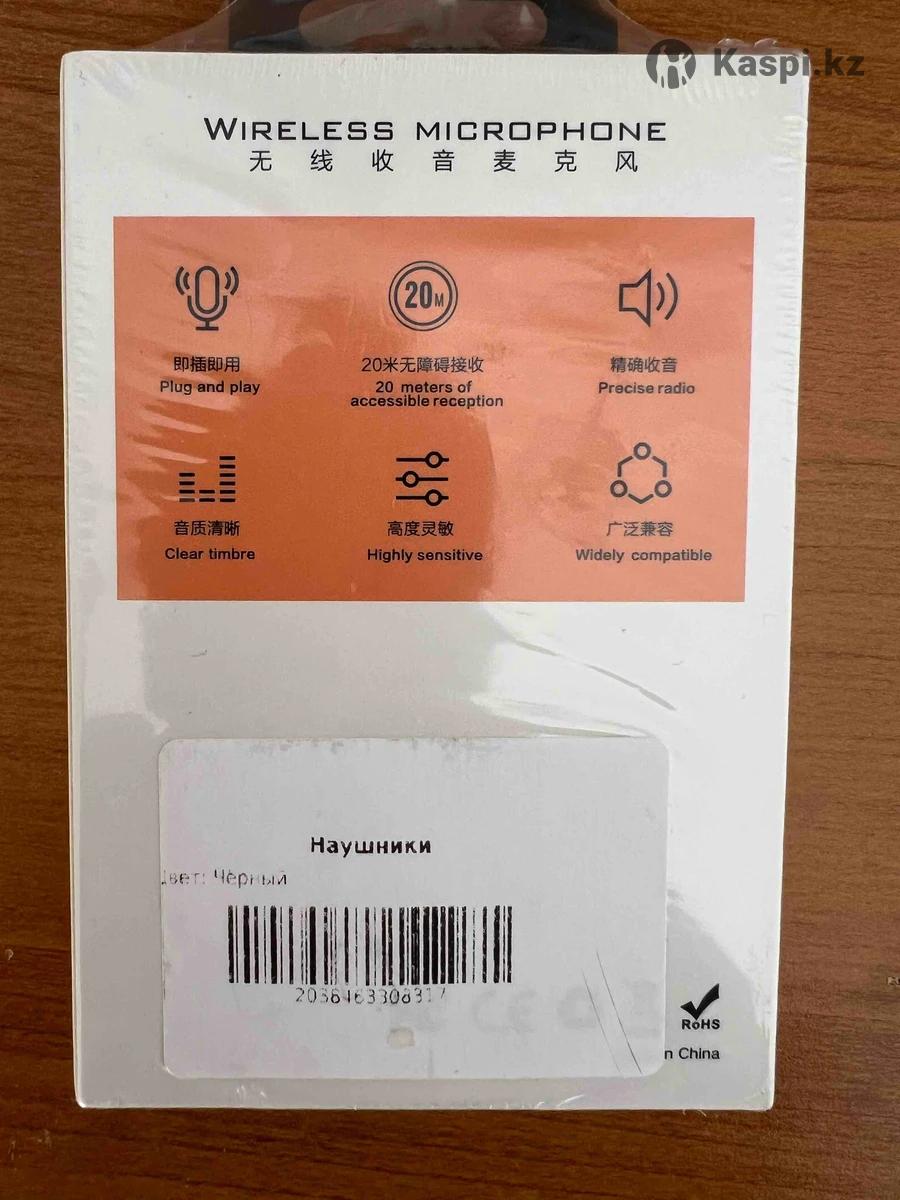 Kaspi.kz
WIRELESS MICROPHONE
无线收音麦克风
20M
即插即用
Plug and play
20米无障碍接收
20 meters of
accessible reception
精确收音
Precise radio
音质清晰
Clear timbre
高度灵敏
Highly sensitive
广泛兼容
Widely compatible
Наушники
Цвет: Чёрный
2038463308317
RoHS
n China